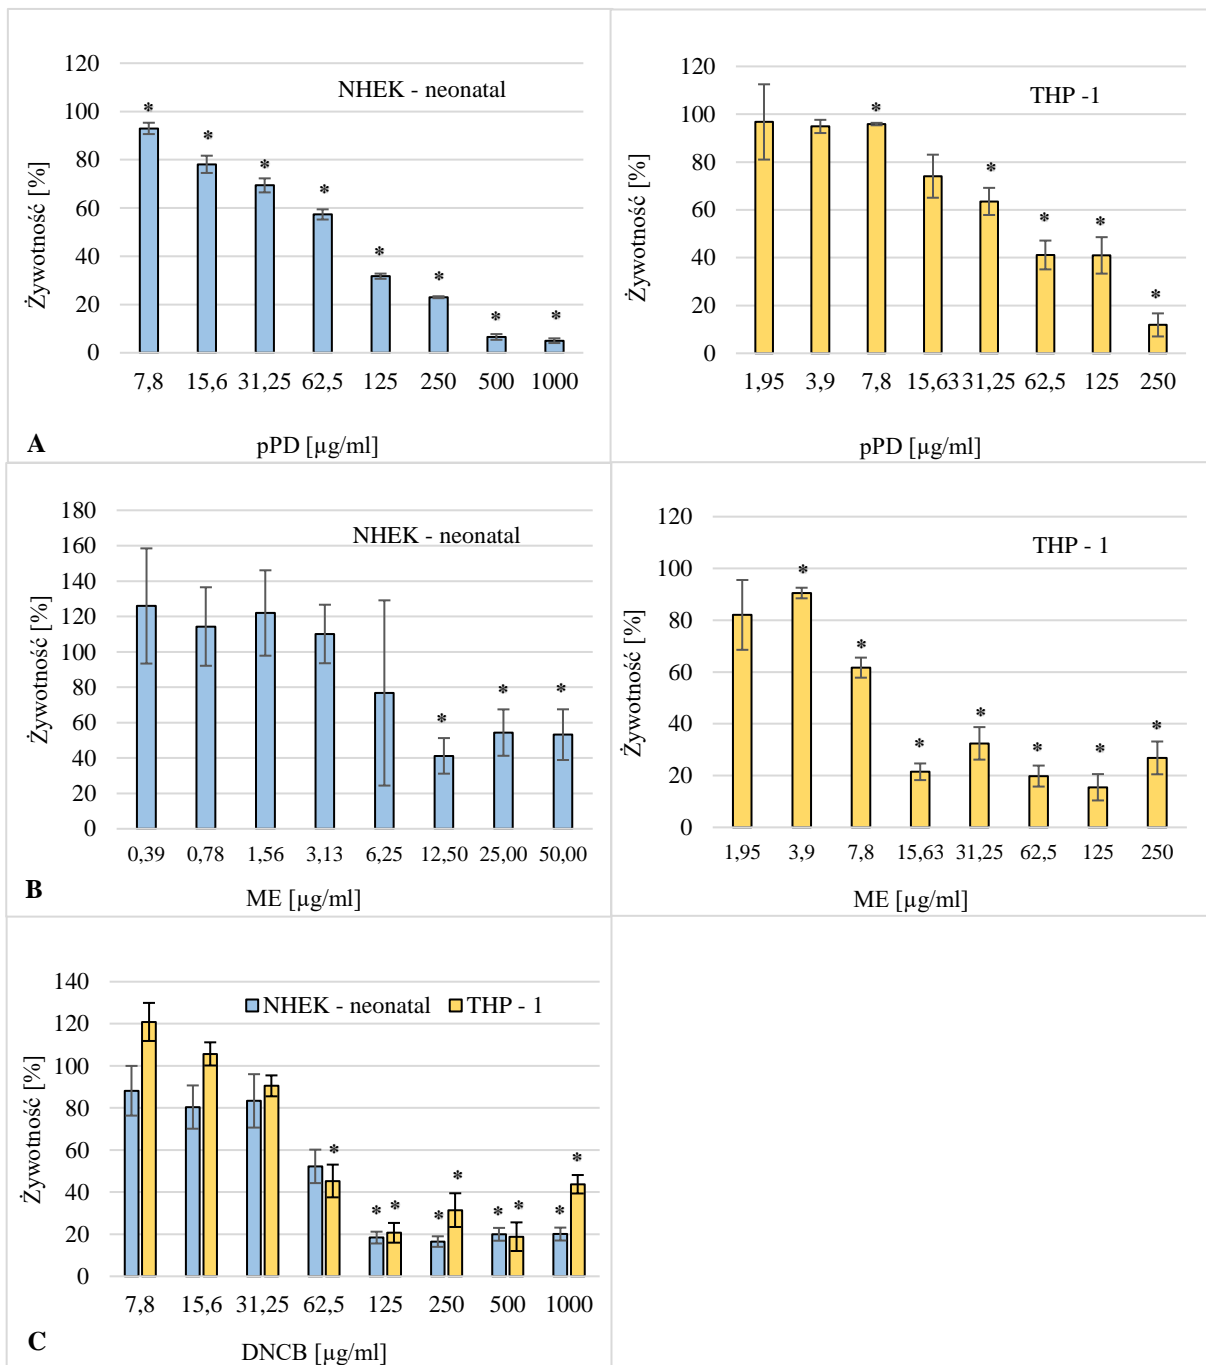 120
100
80
60
40
20
0
Żywotność [%]
NHEK - neonatal
* * * * * * * *
7,8 15,6 31,25 62,5 125 250 500 1000
A
pPD [µg/ml]
120
100
80
60
40
20
0
Żywotność [%]
THP -1
* * * * *
1,95 3,9 7,8 15,63 31,25 62,5 125 250
pPD [µg/ml]
180
160
140
120
100
80
60
40
20
0
Żywotność [%]
NHEK - neonatal
* * *
0,39 0,78 1,56 3,13 6,25 12,50 25,00 50,00
B
ME [µg/ml]
120
100
80
60
40
20
0
Żywotność [%]
THP - 1
* * * * * * *
1,95 3,9 7,8 15,63 31,25 62,5 125 250
ME [µg/ml]
140
120
100
80
60
40
20
0
Żywotność [%]
NHEK - neonatal THP - 1
* * * * * * * * *
7,8 15,6 31,25 62,5 125 250 500 1000
C
DNCB [µg/ml]